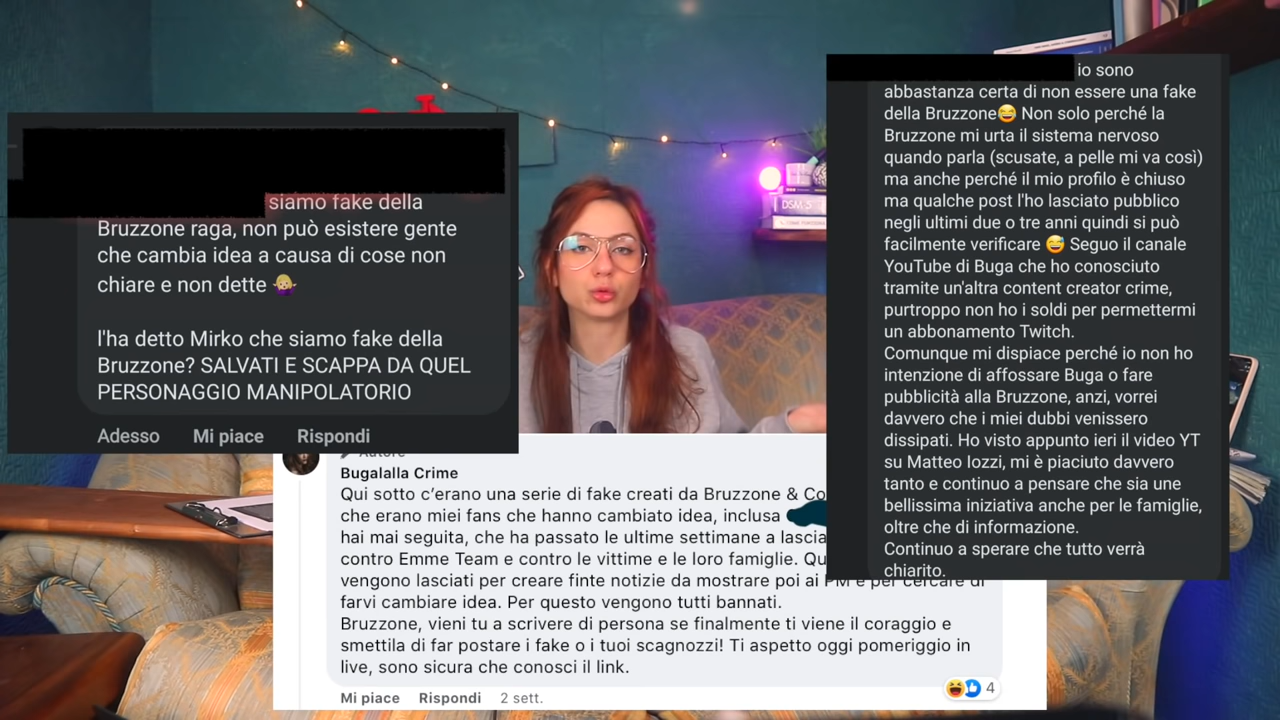 siamo fake della
Bruzzone raga, non può esistere gente
che cambia idea a causa di cose non
chiare e non dette 🤷🏼‍♀️
l'ha detto Mirko che siamo fake della
Bruzzone? SALVATI E SCAPPA DA QUEL
PERSONAGGIO MANIPOLATORIO
Adesso Mi piace Rispondi
io sono
abbastanza certa di non essere una fake
della Bruzzone😅 Non solo perché la
Bruzzone mi urta il sistema nervoso
quando parla (scusate, a pelle mi va così)
ma anche perché il mio profilo è chiuso
ma qualche post l'ho lasciato pubblico
negli ultimi due o tre anni quindi si può
facilmente verificare 😅 Seguo il canale
YouTube di Buga che ho conosciuto
tramite un'altra content creator crime,
purtroppo non ho i soldi per permettermi
un abbonamento Twitch.
Comunque mi dispiace perché io non ho
intenzione di affossare Buga o fare
pubblicità alla Bruzzone, anzi, vorrei
davvero che i miei dubbi venissero
dissipati. Ho visto appunto ieri il video YT
su Matteo Iozzi, mi è piaciuto davvero
tanto e continuo a pensare che sia une
bellissima iniziativa anche per le famiglie,
oltre che di informazione.
Continuo a sperare che tutto verrà
chiarito.
DSM-5
Autore
Bugalalla Crime
Qui sotto c'erano una serie di fake creati da Bruzzone & Co
che erano miei fans che hanno cambiato idea, inclusa
hai mai seguita, che ha passato le ultime settimane a lascia
contro Emme Team e contro le vittime e le loro famiglie. Qu
vengono lasciati per creare finte notizie da mostrare poi ai PM e per cercare di
farvi cambiare idea. Per questo vengono tutti bannati.
Bruzzone, vieni tu a scrivere di persona se finalmente ti viene il coraggio e
smettila di far postare i fake o i tuoi scagnozzi! Ti aspetto oggi pomeriggio in
live, sono sicura che conosci il link.
Mi piace Rispondi 2 sett.
4